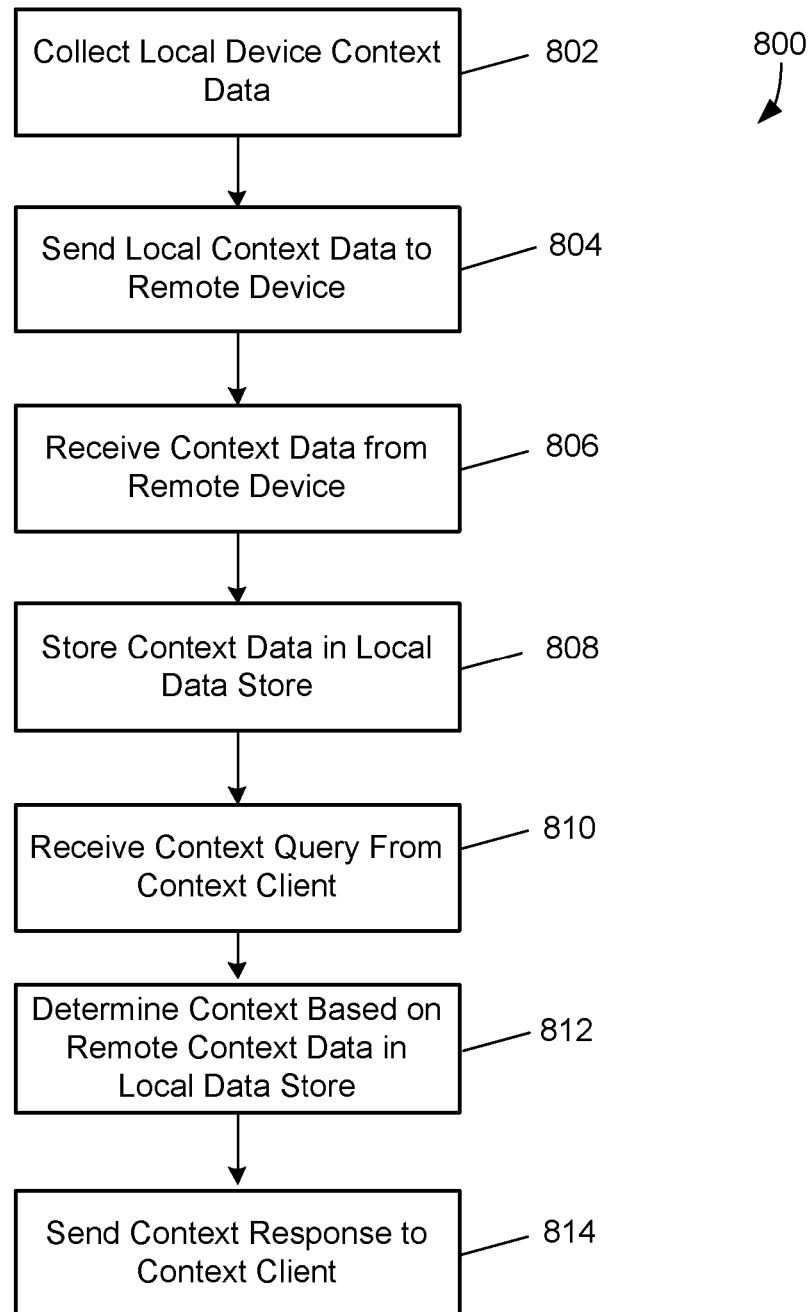 Collect Local Device Context
Data
802
800
Send Local Context Data to
Remote Device
804
Receive Context Data from
Remote Device
806
Store Context Data in Local
Data Store
808
Receive Context Query From
Context Client
810
Determine Context Based on
Remote Context Data in
Local Data Store
812
Send Context Response to
Context Client
814